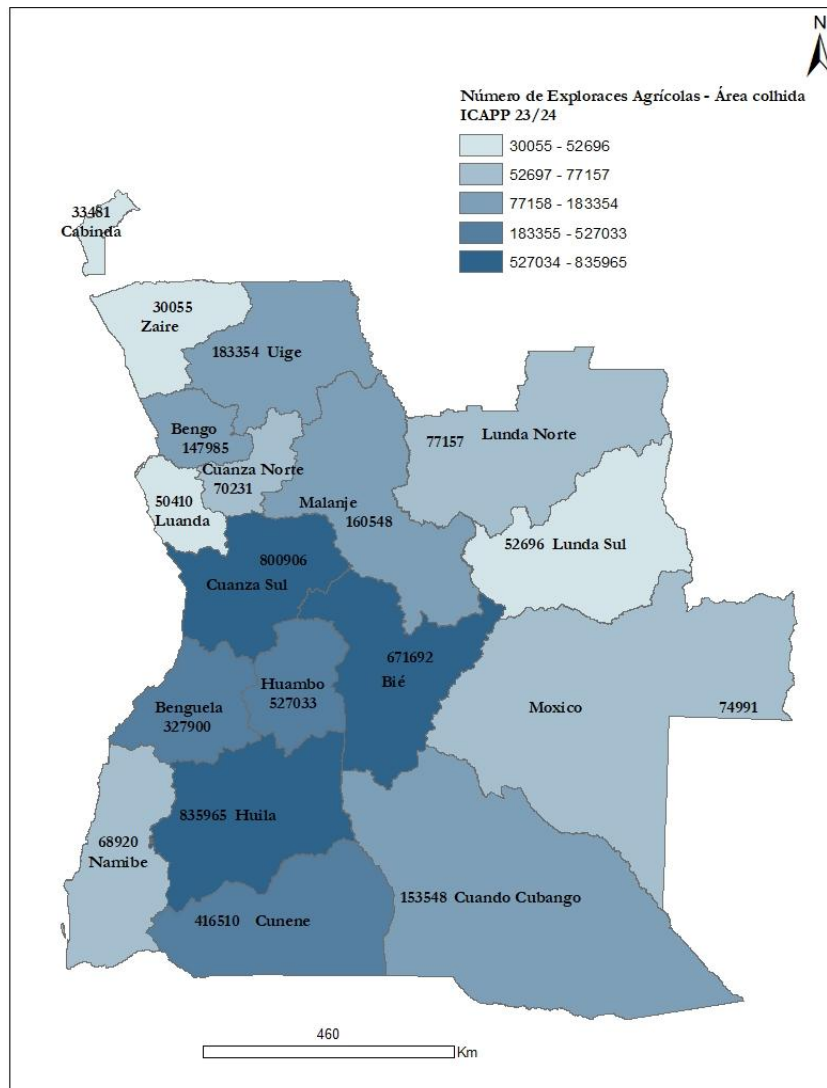 N
Número de Exploraces Agrícolas - Área colhida
ICAPP 23/24
30055 - 52696
52697 - 77157
77158 - 183354
183355 - 527033
527034 - 835965
33481
Cabinda
30055
Zaire
183354 Uige
Bengo
147985
Cuanza Norte
70231
77157
Lunda Norte
50410
Luanda
Malanje
160548
52696 Lunda Sul
800906
Cuanza Sul
671692
Bié
Huambo
527033
Benguela
327900
Moxico
74991
835965 Huila
68920
Namibe
153548 Cuando Cubango
416510 Cunene
460
Km